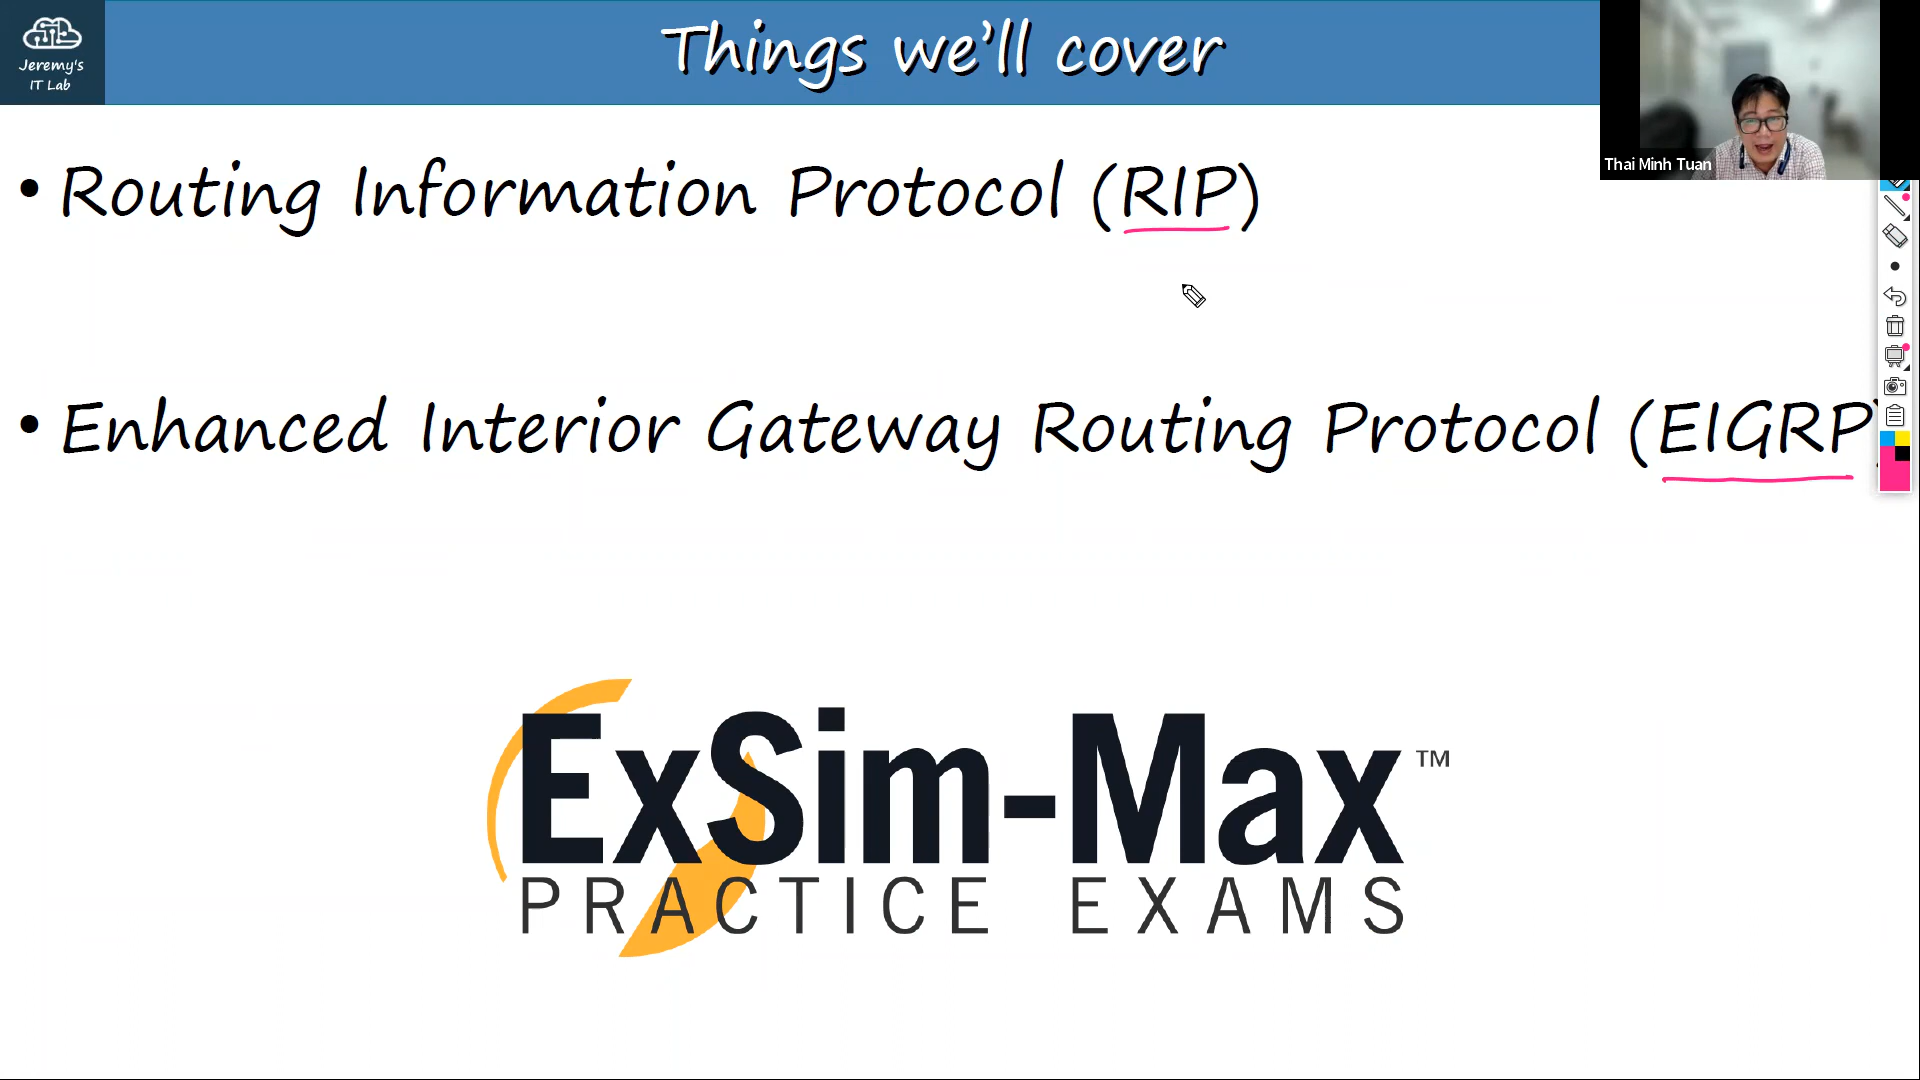 Jeremy's
IT Lab
Things we'll cover
Thai Minh Tuan
• Routing Information Protocol (RIP)
• Enhanced Interior Gateway Routing Protocol (EIGRP)
ExSim-Max™
PRACTICE EXAMS